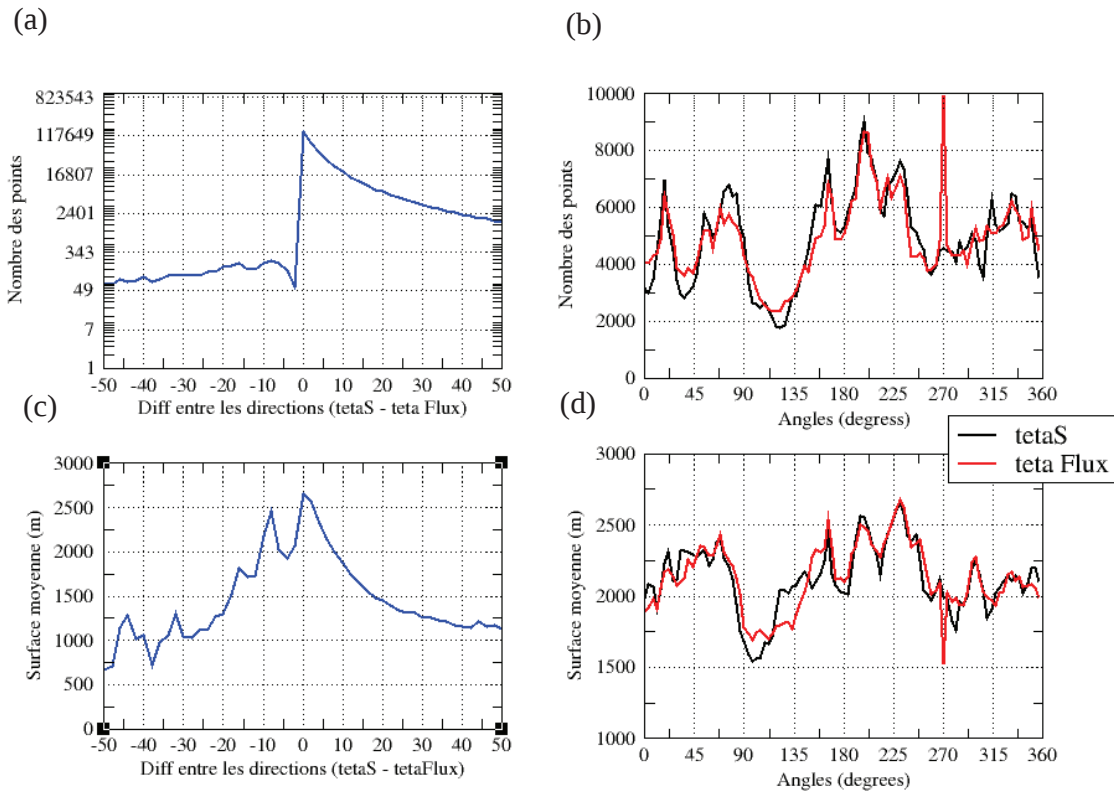 (a)
823543
117649
16807
2401
343
49
7
1
Nombre des points
-50 -40 -30 -20 -10 0 10 20 30 40 50
Diff entre les directions (tetaS - teta Flux)
(b)
10000
8000
6000
4000
2000
0
Nombre des points
0 45 90 135 180 225 270 315 360
Angles (degress)
(c)
3000
2500
2000
1500
1000
500
0
Surface moyenne (m)
-50 -40 -30 -20 -10 0 10 20 30 40 50
Diff entre les directions (tetaS - tetaFlux)
(d)
tetaS
teta Flux
3000
2500
2000
1500
1000
Surface moyenne (m)
0 45 90 135 180 225 270 315 360
Angles (degrees)